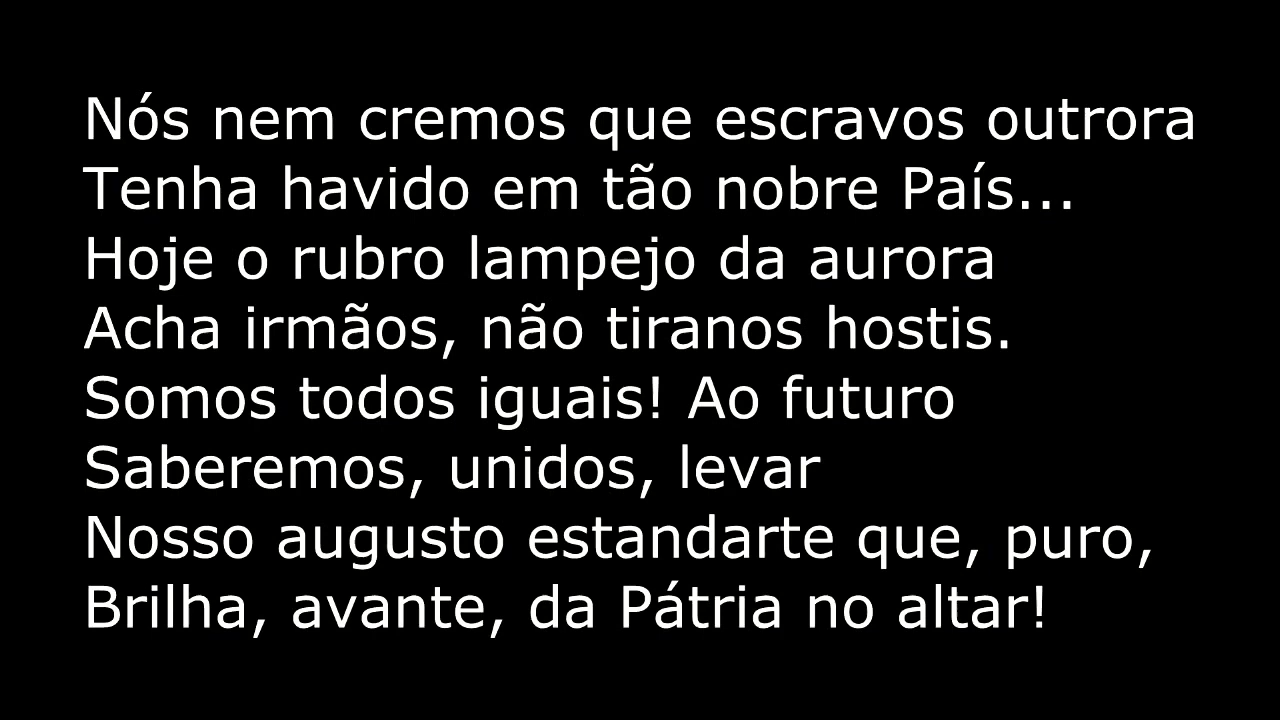 Nós nem cremos que escravos outrora
Tenha havido em tão nobre País...
Hoje o rubro lampejo da aurora
Acha irmãos, não tiranos hostis.
Somos todos iguais! Ao futuro
Saberemos, unidos, levar
Nosso augusto estandarte que, puro,
Brilha, avante, da Pátria no altar!